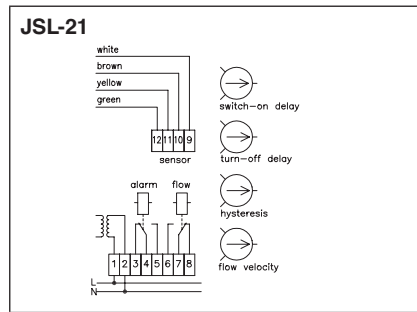 JSL-21
white
brown
yellow
green
12 11 10 9
sensor
switch-on delay
turn-off delay
alarm flow
hysteresis
flow velocity
1 2 3 4 5 6 7 8
L
N